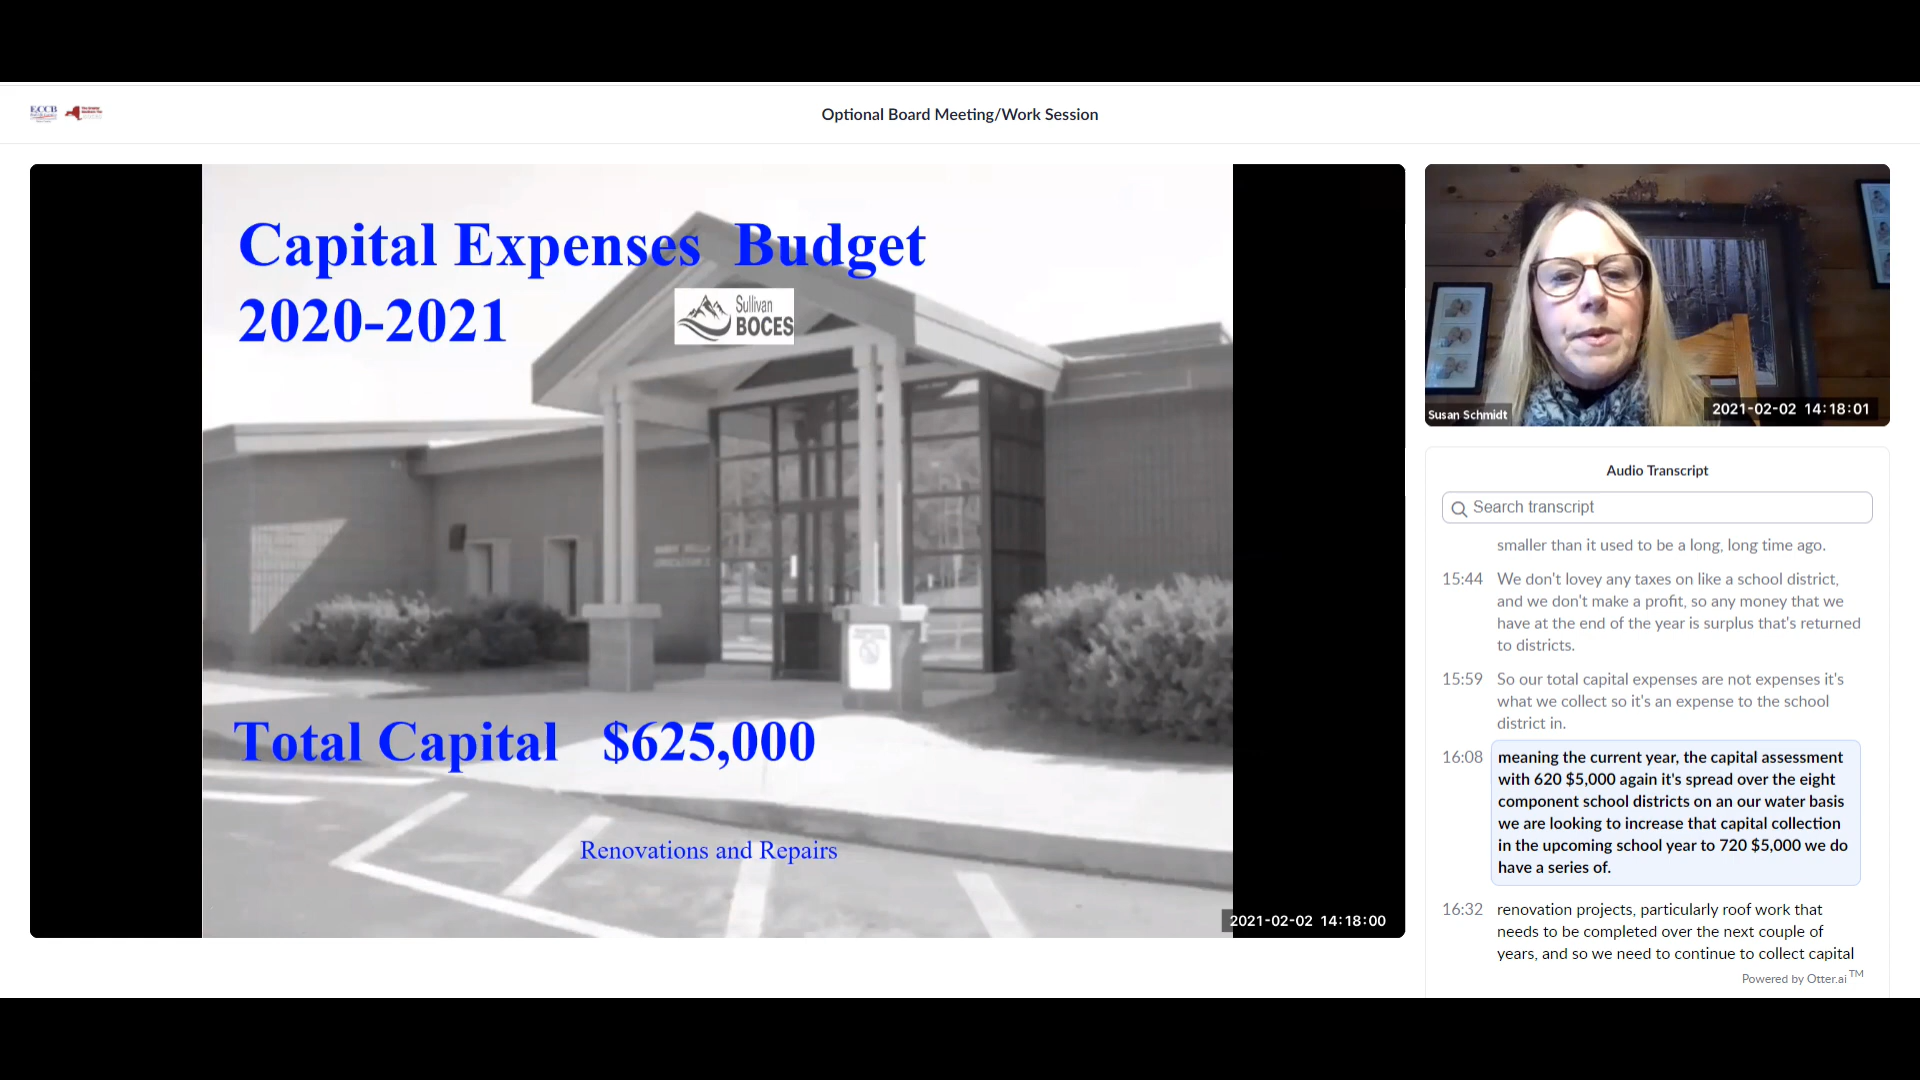 Optional Board Meeting/Work Session
Capital Expenses Budget
2020-2021
Sullivan
BOCES
Total Capital $625,000
Renovations and Repairs
2021-02-02 14:18:00
Susan Schmidt
2021-02-02 14:18:01
Audio Transcript
Search transcript
smaller than it used to be a long, long time ago.
15:44 We don't lovey any taxes on like a school district,
and we don't make a profit, so any money that we
have at the end of the year is surplus that's returned
to districts.
15:59 So our total capital expenses are not expenses it's
what we collect so it's an expense to the school
district in.
16:08 meaning the current year, the capital assessment
with 620 $5,000 again it's spread over the eight
component school districts on an our water basis
we are looking to increase that capital collection
in the upcoming school year to 720 $5,000 we do
have a series of.
16:32 renovation projects, particularly roof work that
needs to be completed over the next couple of
years, and so we need to continue to collect capital
Powered by Otter.ai TM